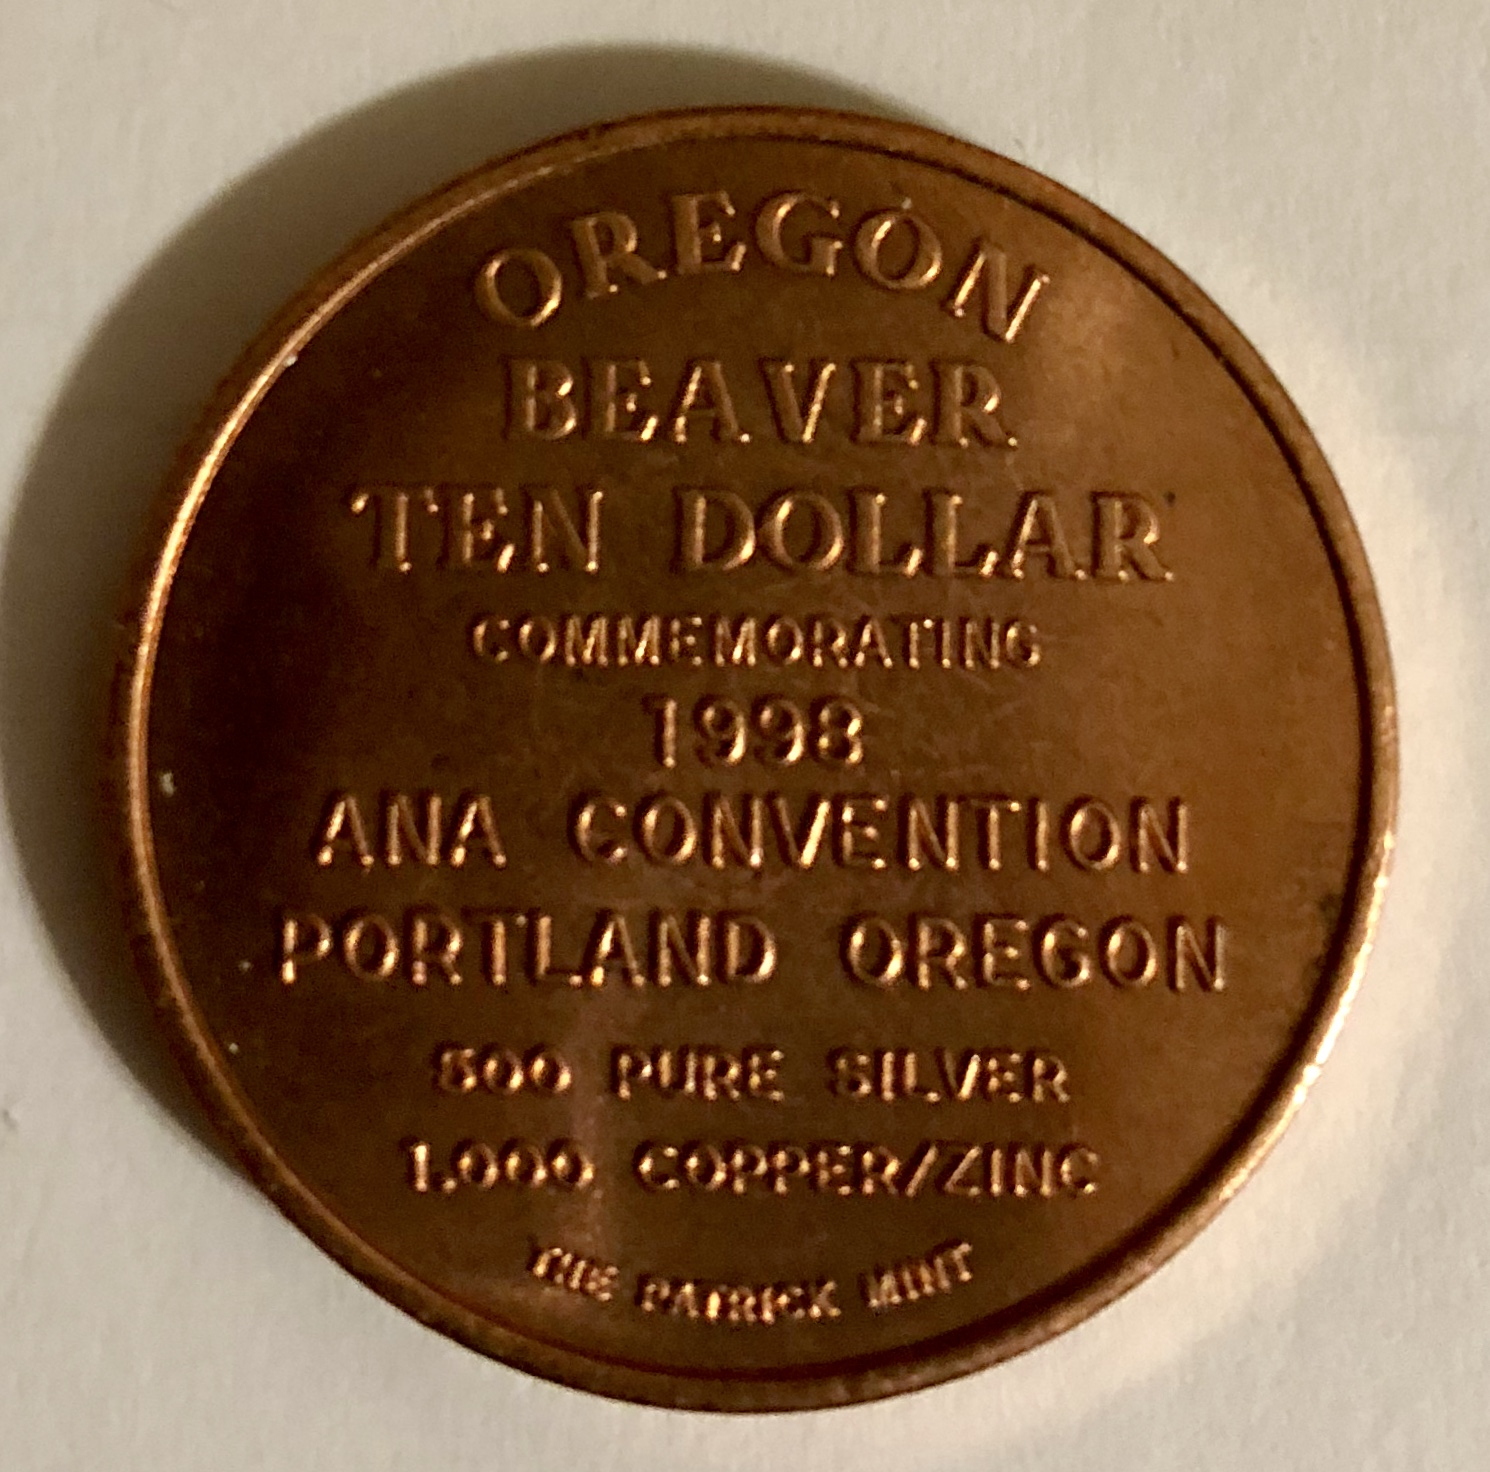 OREGON
BEAVER
TEN DOLLAR
COMMEMORATING
1998
ANA CONVENTION
PORTLAND OREGON
500 PURE SILVER
1,000 COPPER/ZINC
THE PATRICK MINT